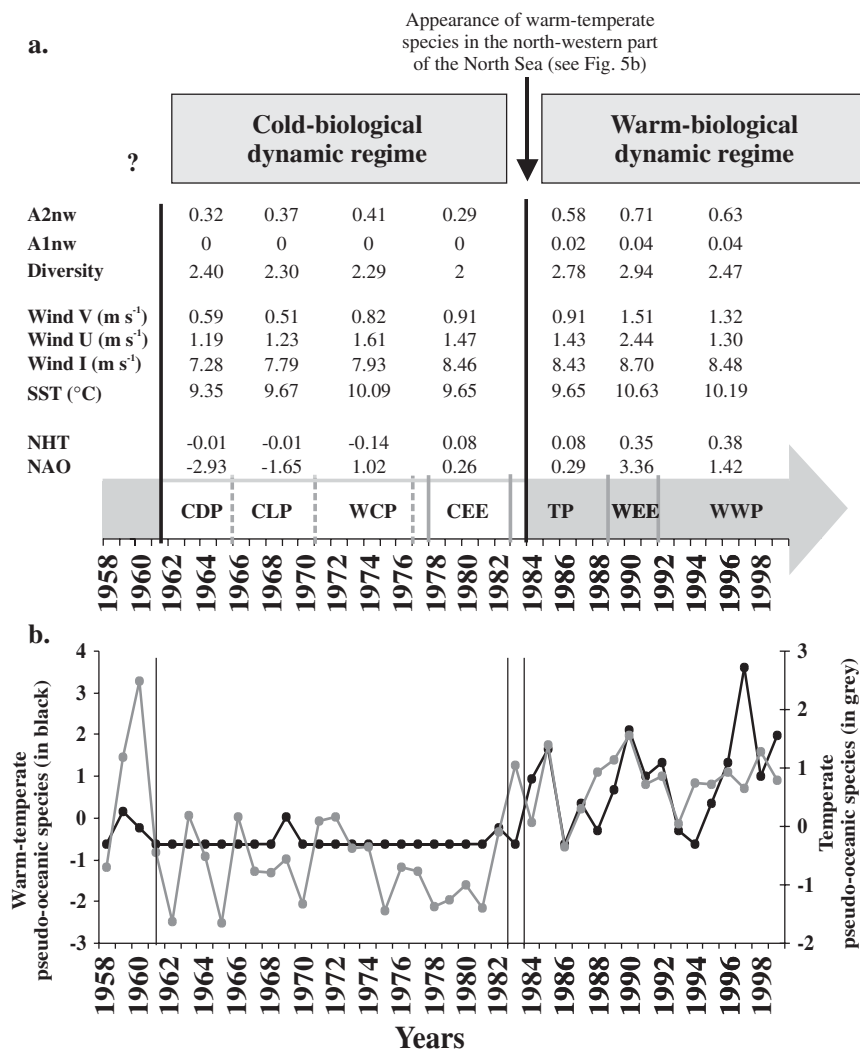 a.
Appearance of warm-temperate
species in the north-western part
of the North Sea (see Fig. 5b)
Cold-biological
dynamic regime
Warm-biological
dynamic regime
?
A2nw 0.32 0.37 0.41 0.29 0.58 0.71 0.63
A1nw 0 0 0 0 0.02 0.04 0.04
Diversity 2.40 2.30 2.29 2 2.78 2.94 2.47
Wind V (m s⁻¹) 0.59 0.51 0.82 0.91 0.91 1.51 1.32
Wind U (m s⁻¹) 1.19 1.23 1.61 1.47 1.43 2.44 1.30
Wind I (m s⁻¹) 7.28 7.79 7.93 8.46 8.43 8.70 8.48
SST (°C) 9.35 9.67 10.09 9.65 9.65 10.63 10.19
NHT -0.01 -0.01 -0.14 0.08 0.08 0.35 0.38
NAO -2.93 -1.65 1.02 0.26 0.29 3.36 1.42
CDP CLP WCP CEE TP WEE WWP
1958 1960 1962 1964 1966 1968 1970 1972 1974 1976 1978 1980 1982 1984 1986 1988 1990 1992 1994 1996 1998
b.
Warm-temperate
pseudo-oceanic species (in black)
4
3
2
1
0
-1
-2
-3
3
2
1
0
-1
-2
Temperate
pseudo-oceanic species (in grey)
1958 1960 1962 1964 1966 1968 1970 1972 1974 1976 1978 1980 1982 1984 1986 1988 1990 1992 1994 1996 1998
Years